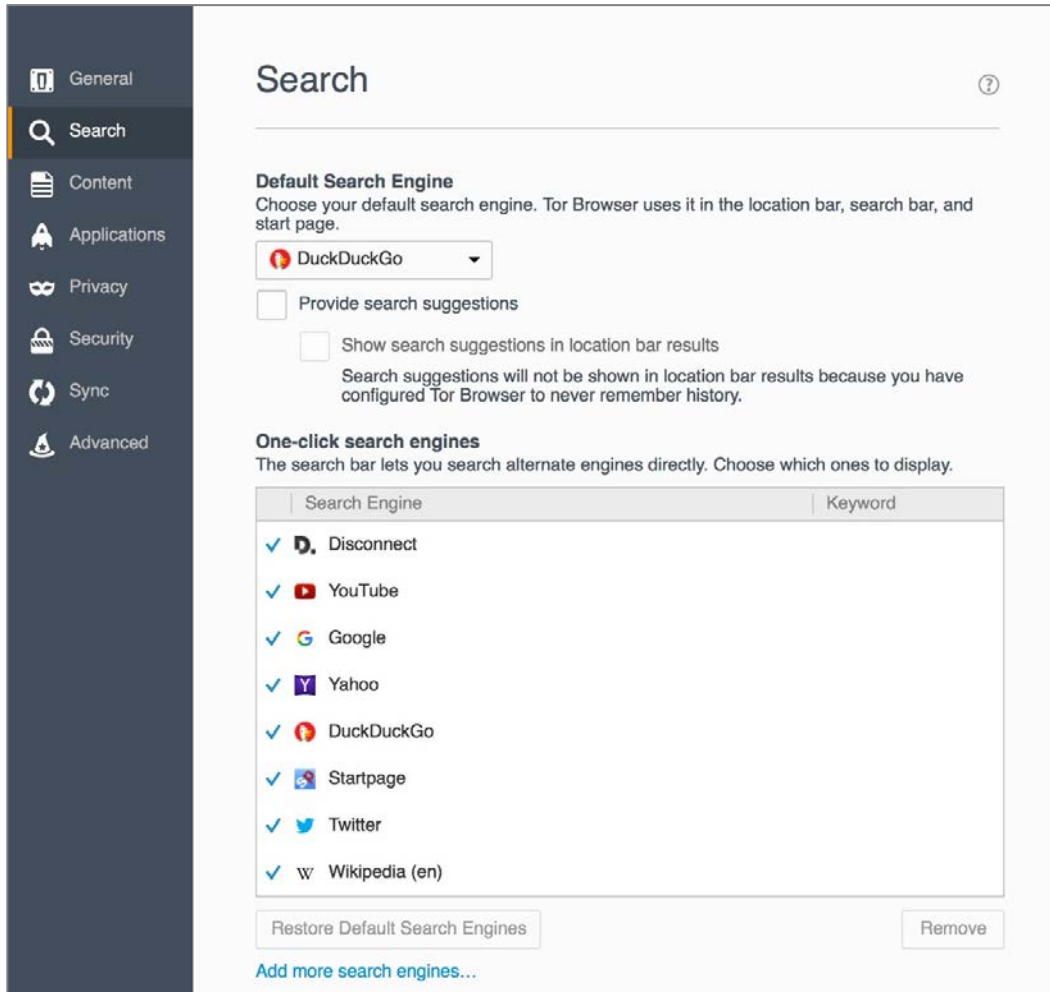 General
Search
Content
Applications
Privacy
Security
Sync
Advanced
Search
?
Default Search Engine
Choose your default search engine. Tor Browser uses it in the location bar, search bar, and
start page.
DuckDuckGo
Provide search suggestions
Show search suggestions in location bar results
Search suggestions will not be shown in location bar results because you have
configured Tor Browser to never remember history.
One-click search engines
The search bar lets you search alternate engines directly. Choose which ones to display.
Search Engine Keyword
D. Disconnect
YouTube
G Google
Y Yahoo
DuckDuckGo
Startpage
Twitter
W Wikipedia (en)
Restore Default Search Engines Remove
Add more search engines...